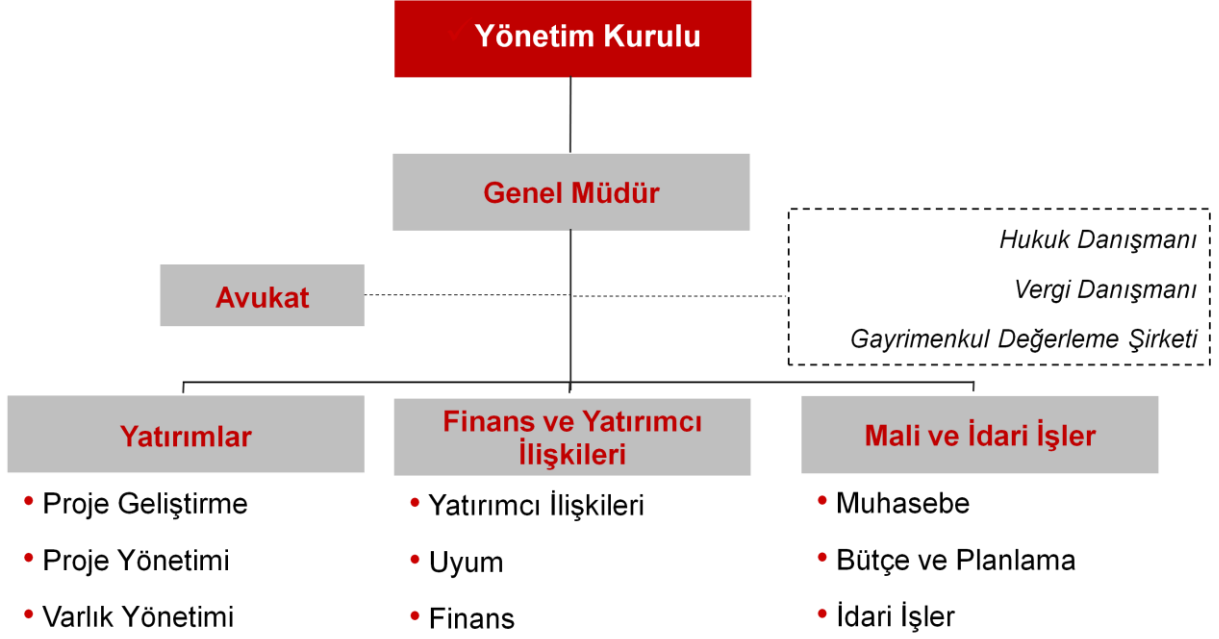 Yönetim Kurulu
Genel Müdür
Hukuk Danışmanı
Avukat
Vergi Danışmanı
Gayrimenkul Değerleme Şirketi
Yatırımlar
Finans ve Yatırımcı
İlişkileri
Mali ve İdari İşler
• Proje Geliştirme
• Proje Yönetimi
• Varlık Yönetimi
• Yatırımcı İlişkileri
• Uyum
• Finans
• Muhasebe
• Bütçe ve Planlama
• İdari İşler